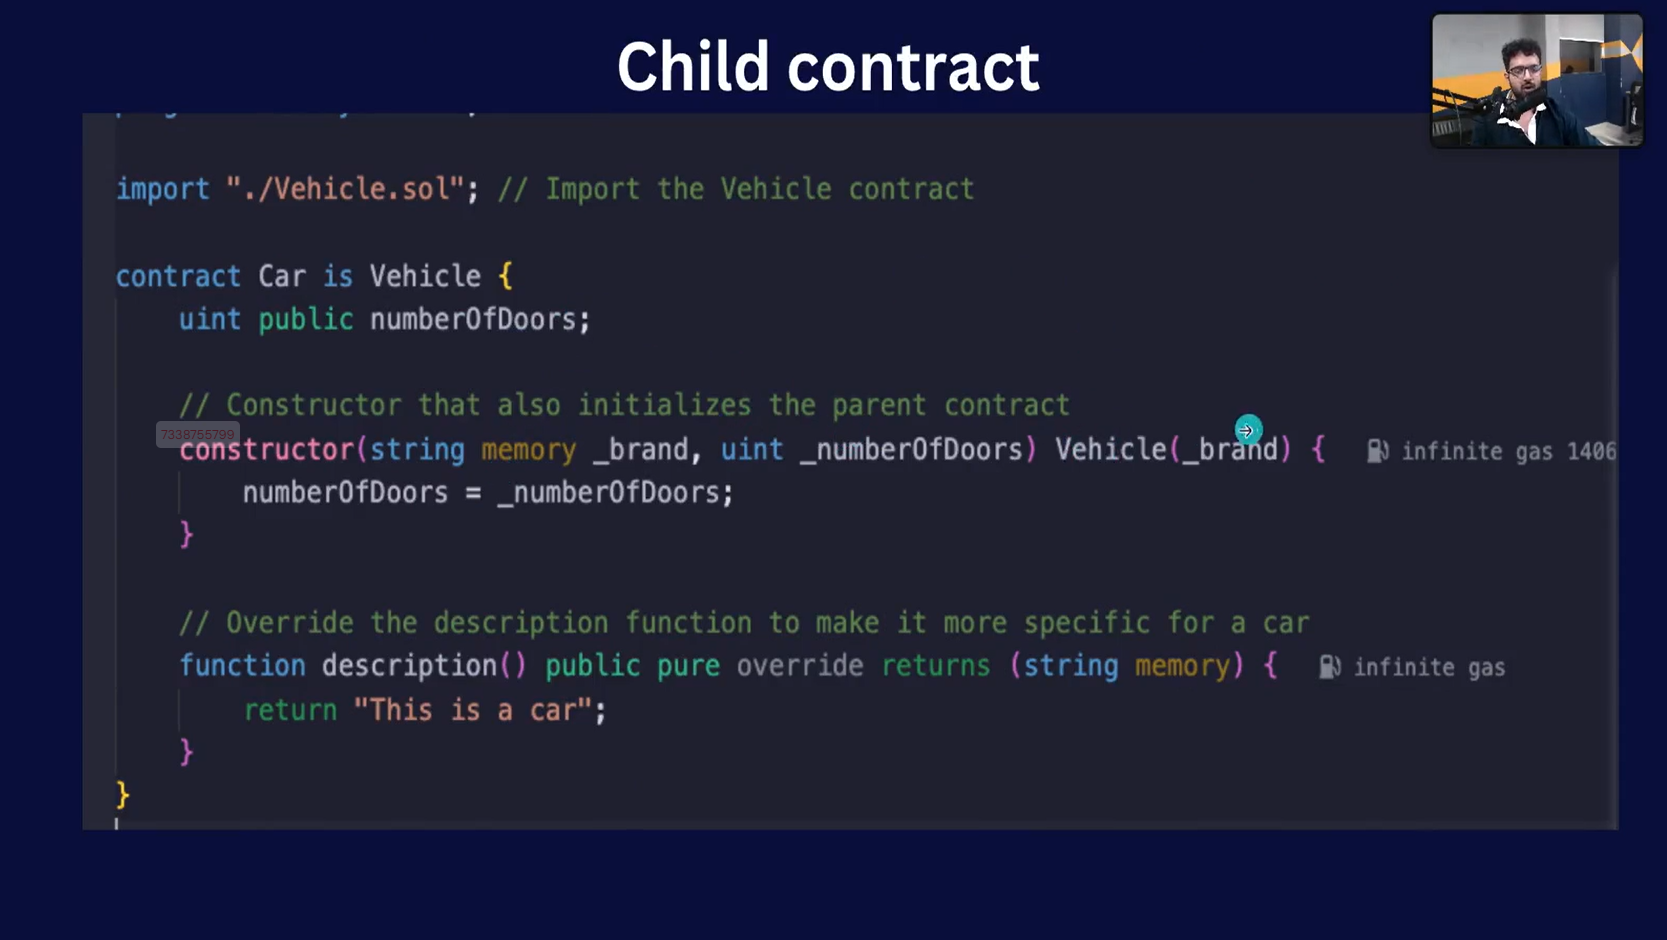 Child contract
import "./Vehicle.sol"; // Import the Vehicle contract
contract Car is Vehicle {
uint public numberOfDoors;
// Constructor that also initializes the parent contract
7338755799
constructor(string memory _brand, uint _numberOfDoors) Vehicle(_brand) { infinite gas 1406
numberOfDoors = _numberOfDoors;
}
// Override the description function to make it more specific for a car
function description() public pure override returns (string memory) { infinite gas
return "This is a car";
}
}